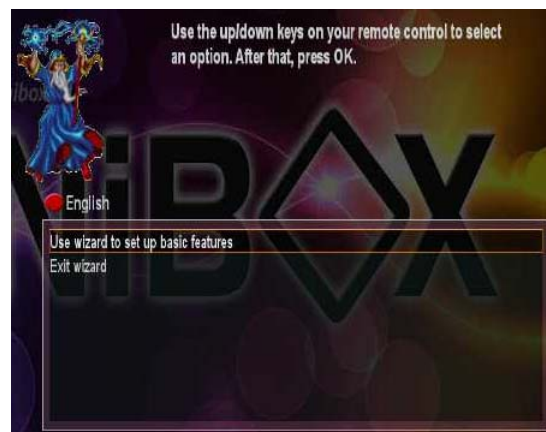 Use the up/down keys on your remote control to select
an option. After that, press OK.
English
Use wizard to set up basic features
Exit wizard
iBOX